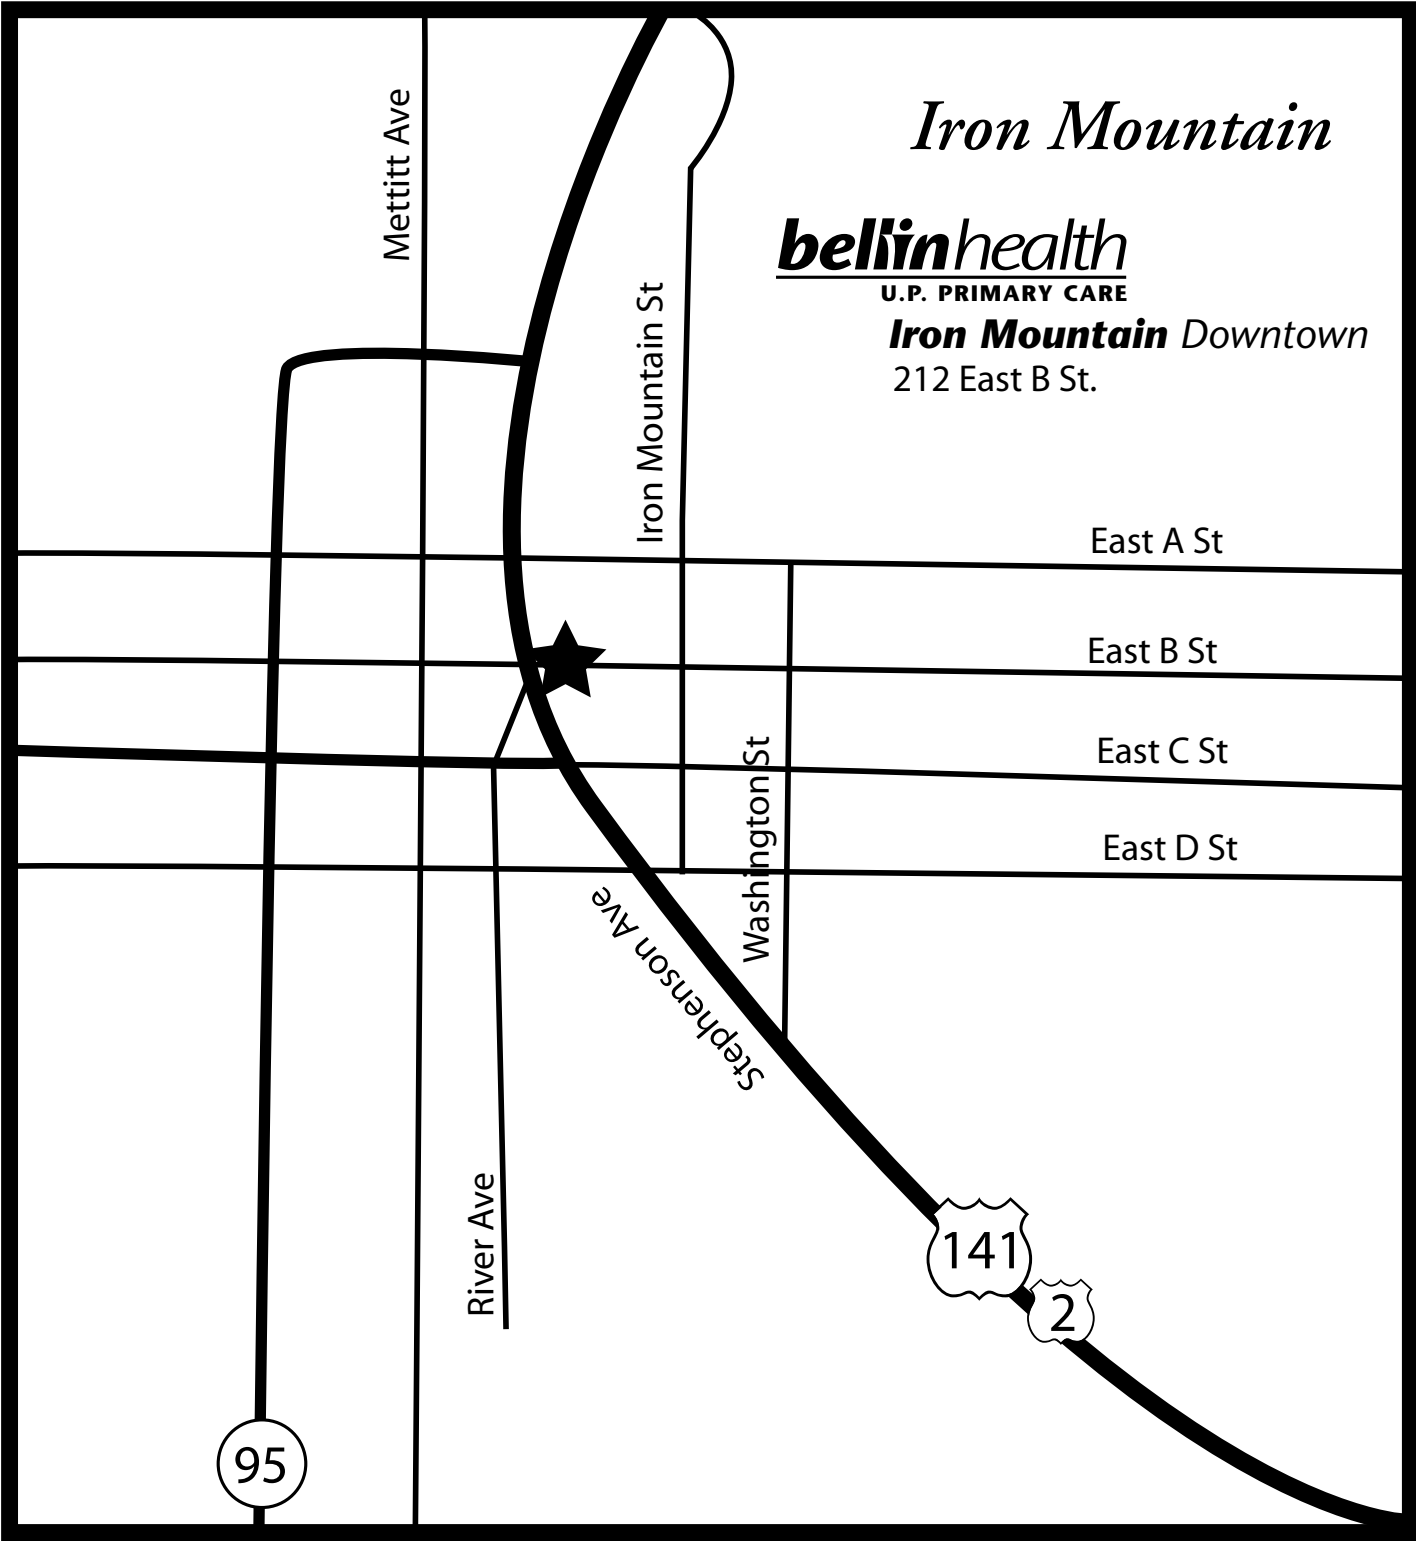 Iron Mountain
bellinhealth
U.P. PRIMARY CARE
Iron Mountain Downtown
212 East B St.
Mettitt Ave
Iron Mountain St
East A St
East B St
East C St
East D St
Washington St
Stephenson Ave
River Ave
141
2
95